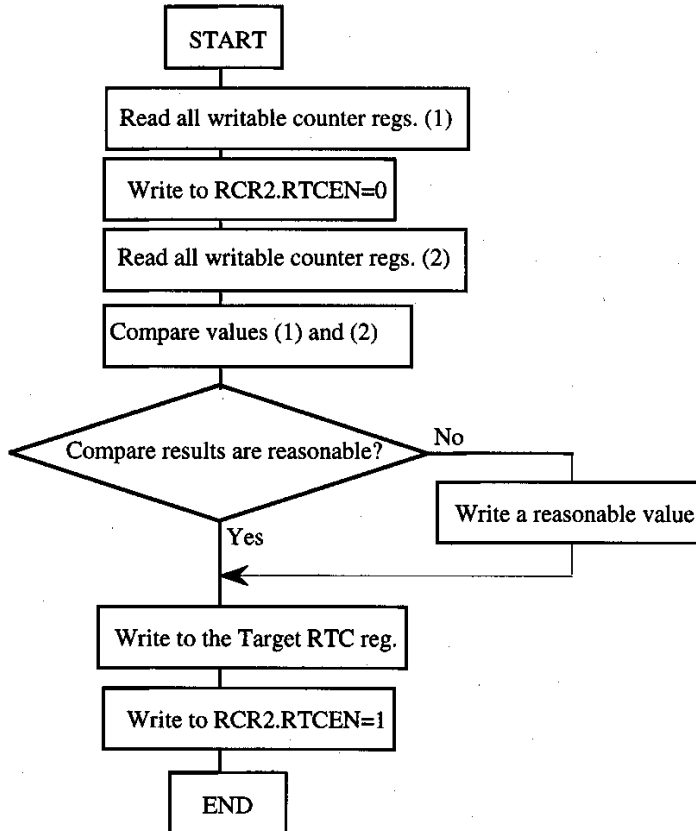 START
Read all writable counter regs. (1)
Write to RCR2.RTCEN=0
Read all writable counter regs. (2)
Compare values (1) and (2)
Compare results are reasonable?
No
Write a reasonable value
Yes
Write to the Target RTC reg.
Write to RCR2.RTCEN=1
END